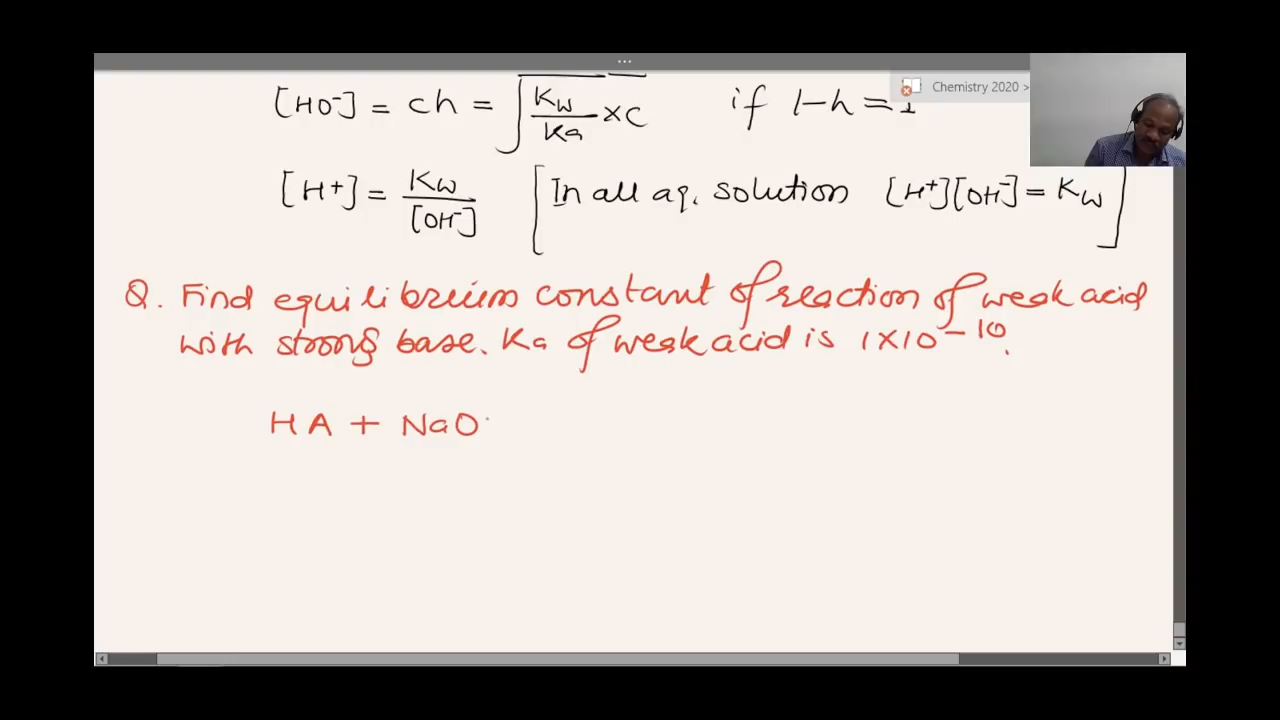 ...
Chemistry 2020 >
[HO⁻] = ch = √(Kw/Ka × C) if 1-h = 1
[H⁺] = Kw/[OH⁻] [In all aq. solution [H⁺][OH⁻] = Kw]
Q. Find equilibrium constant of reaction of weak acid
with strong base. Ka of weak acid is 1×10⁻¹⁰.
HA + NaO